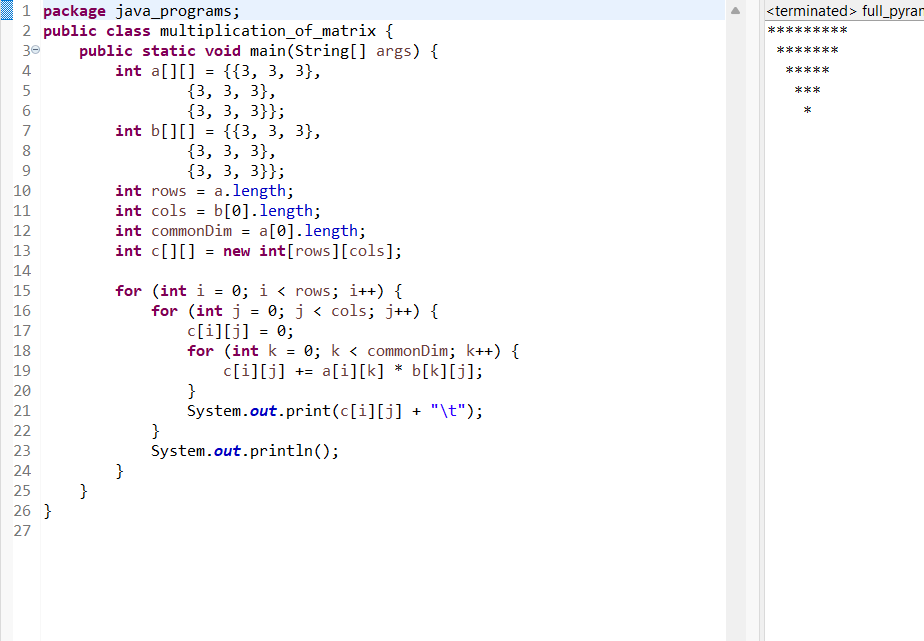 1 package java_programs;
2 public class multiplication_of_matrix {
3 public static void main(String[] args) {
4 int a[][] = {{3, 3, 3},
5 {3, 3, 3},
6 {3, 3, 3}};
7 int b[][] = {{3, 3, 3},
8 {3, 3, 3},
9 {3, 3, 3}};
10 int rows = a.length;
11 int cols = b[0].length;
12 int commonDim = a[0].length;
13 int c[][] = new int[rows][cols];
14
15 for (int i = 0; i < rows; i++) {
16 for (int j = 0; j < cols; j++) {
17 c[i][j] = 0;
18 for (int k = 0; k < commonDim; k++) {
19 c[i][j] += a[i][k] * b[k][j];
20 }
21 System.out.print(c[i][j] + "\t");
22 }
23 System.out.println();
24 }
25 }
26 }
27
<terminated> full_pyran
*********
*******
*****
***
*